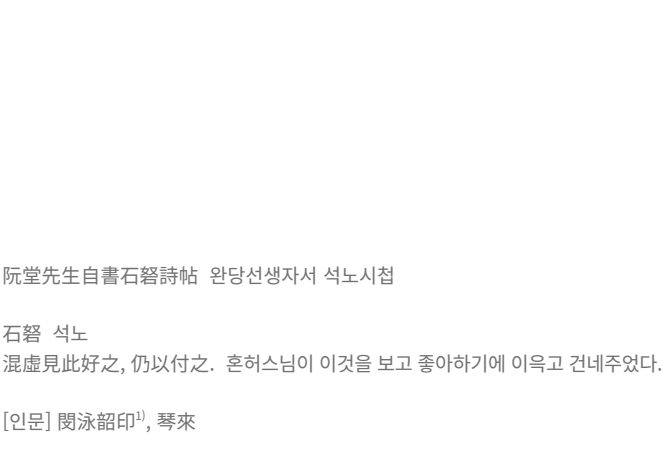 阮堂先生自書石砮詩帖 완당선생자서 석노시첩
石砮 석노
混虛見此好之, 仍以付之. 혼허스님이 이것을 보고 좋아하기에 이윽고 건네주었다.
[인문] 閔泳韶印1), 琴來